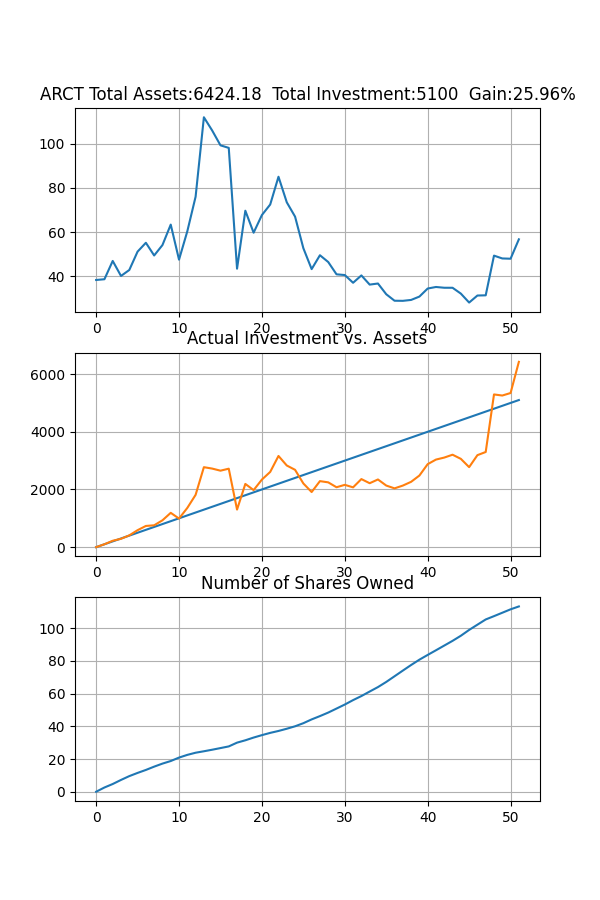 ARCT Total Assets:6424.18  Total Investment:5100  Gain:25.96%
100
80
60
40
0 10 20 30 40 50
Actual Investment vs. Assets
6000
4000
2000
0
0 10 20 30 40 50
Number of Shares Owned
100
80
60
40
20
0
0 10 20 30 40 50